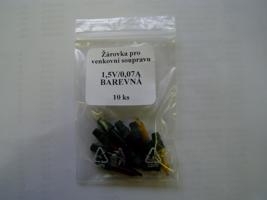 Žárovka pro
venkovní soupravu
1,5V/0,07A
BAREVNÁ
10 ks